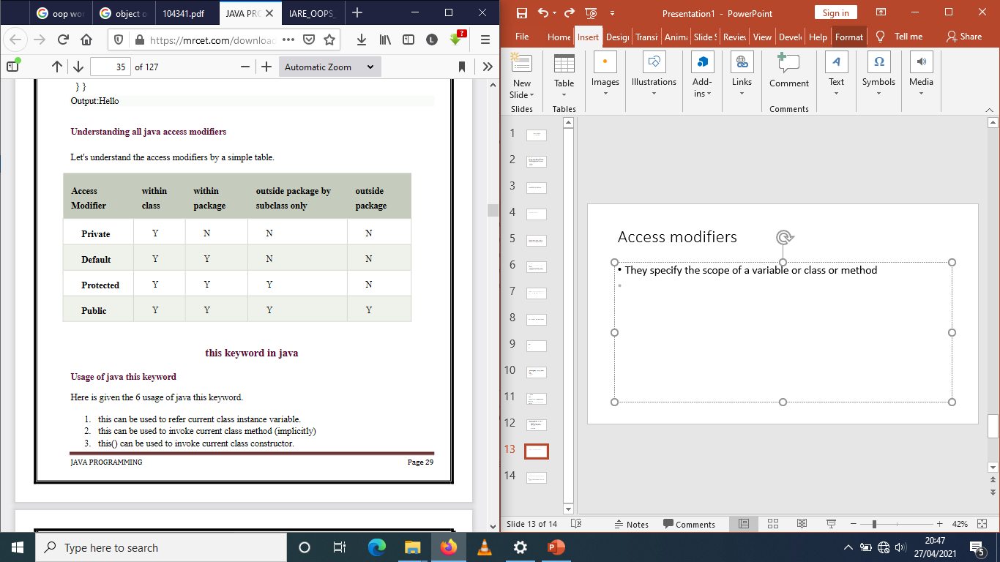 oop wor
object o
104341.pdf
JAVA PRO
IARE_OOPS_
https://mrcet.com/download
35 of 127
Automatic Zoom
} }
Output:Hello
Understanding all java access modifiers
Let's understand the access modifiers by a simple table.
Access Modifier within class within package outside package by subclass only outside package
Private Y N N N
Default Y Y N N
Protected Y Y Y N
Public Y Y Y Y
this keyword in java
Usage of java this keyword
Here is given the 6 usage of java this keyword.
1. this can be used to refer current class instance variable.
2. this can be used to invoke current class method (implicitly)
3. this() can be used to invoke current class constructor.
JAVA PROGRAMMING Page 29
Presentation1 - PowerPoint
Sign in
File Home Insert Design Transi Anima Slide S Review View Develo Help Format Tell me Share
New Slide
Table
Images
Illustrations
Add-ins
Links
Comment
Text
Symbols
Media
Slides Tables Comments
1
2
3
4
5
6
7
8
9
10
11
12
13
14
Access modifiers
• They specify the scope of a variable or class or method
•
Slide 13 of 14 Notes Comments 42%
Type here to search
20:47
27/04/2021
5